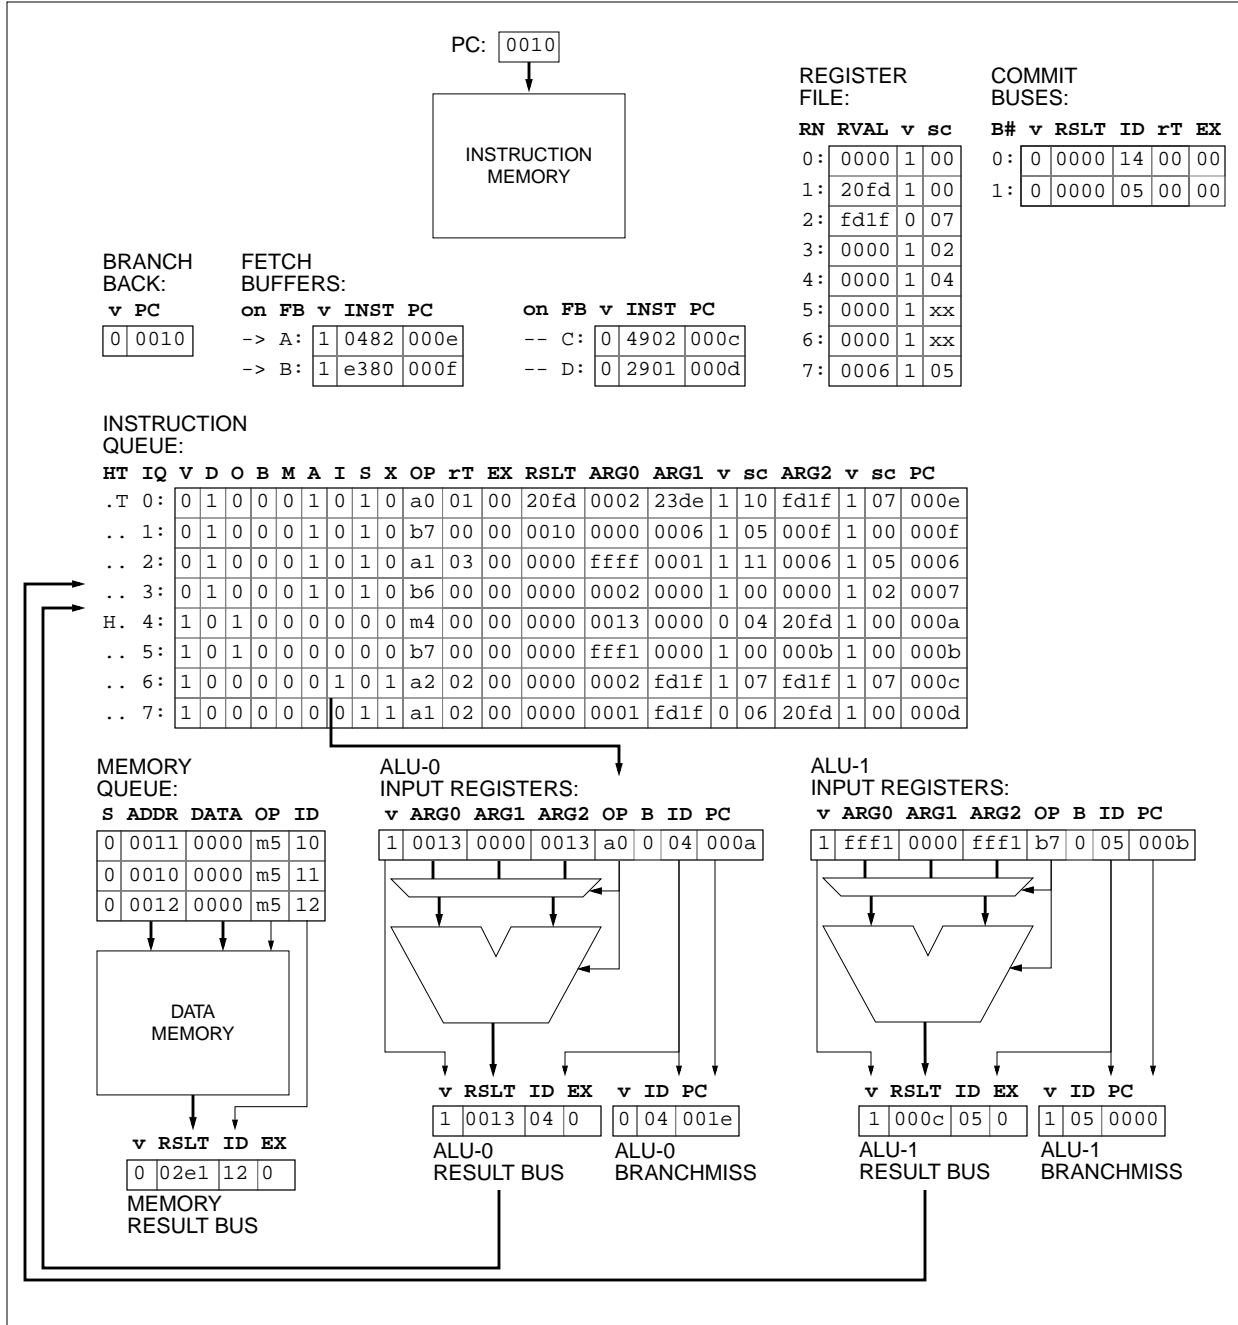 PC: 0010
INSTRUCTION
MEMORY
REGISTER
FILE:
RN RVAL v sc
0: 0000 1 00
1: 20fd 1 00
2: fd1f 0 07
3: 0000 1 02
4: 0000 1 04
5: 0000 1 xx
6: 0000 1 xx
7: 0006 1 05
COMMIT
BUSES:
B# v RSLT ID rT EX
0: 0 0000 14 00 00
1: 0 0000 05 00 00
BRANCH
BACK:
v PC
0 0010
FETCH
BUFFERS:
on FB v INST PC
-> A: 1 0482 000e
-> B: 1 e380 000f
on FB v INST PC
-- C: 0 4902 000c
-- D: 0 2901 000d
INSTRUCTION
QUEUE:
HT IQ V D O B M A I S X OP rT EX RSLT ARG0 ARG1 v sc ARG2 v sc PC
.T 0: 0 1 0 0 0 1 0 1 0 a0 01 00 20fd 0002 23de 1 10 fd1f 1 07 000e
.. 1: 0 1 0 0 0 1 0 1 0 b7 00 00 0010 0000 0006 1 05 000f 1 00 000f
.. 2: 0 1 0 0 0 1 0 1 0 a1 03 00 0000 ffff 0001 1 11 0006 1 05 0006
.. 3: 0 1 0 0 0 1 0 1 0 b6 00 00 0000 0002 0000 1 00 0000 1 02 0007
H. 4: 1 0 1 0 0 0 0 0 0 m4 00 00 0000 0013 0000 0 04 20fd 1 00 000a
.. 5: 1 0 1 0 0 0 0 0 0 b7 00 00 0000 fff1 0000 1 00 000b 1 00 000b
.. 6: 1 0 0 0 0 0 1 0 1 a2 02 00 0000 0002 fd1f 1 07 fd1f 1 07 000c
.. 7: 1 0 0 0 0 0 0 1 1 a1 02 00 0000 0001 fd1f 0 06 20fd 1 00 000d
MEMORY
QUEUE:
S ADDR DATA OP ID
0 0011 0000 m5 10
0 0010 0000 m5 11
0 0012 0000 m5 12
DATA
MEMORY
v RSLT ID EX
0 02e1 12 0
MEMORY
RESULT BUS
ALU-0
INPUT REGISTERS:
v ARG0 ARG1 ARG2 OP B ID PC
1 0013 0000 0013 a0 0 04 000a
v RSLT ID EX
1 0013 04 0
ALU-0
RESULT BUS
v ID PC
0 04 001e
ALU-0
BRANCHMISS
ALU-1
INPUT REGISTERS:
v ARG0 ARG1 ARG2 OP B ID PC
1 fff1 0000 fff1 b7 0 05 000b
v RSLT ID EX
1 000c 05 0
ALU-1
RESULT BUS
v ID PC
1 05 0000
ALU-1
BRANCHMISS